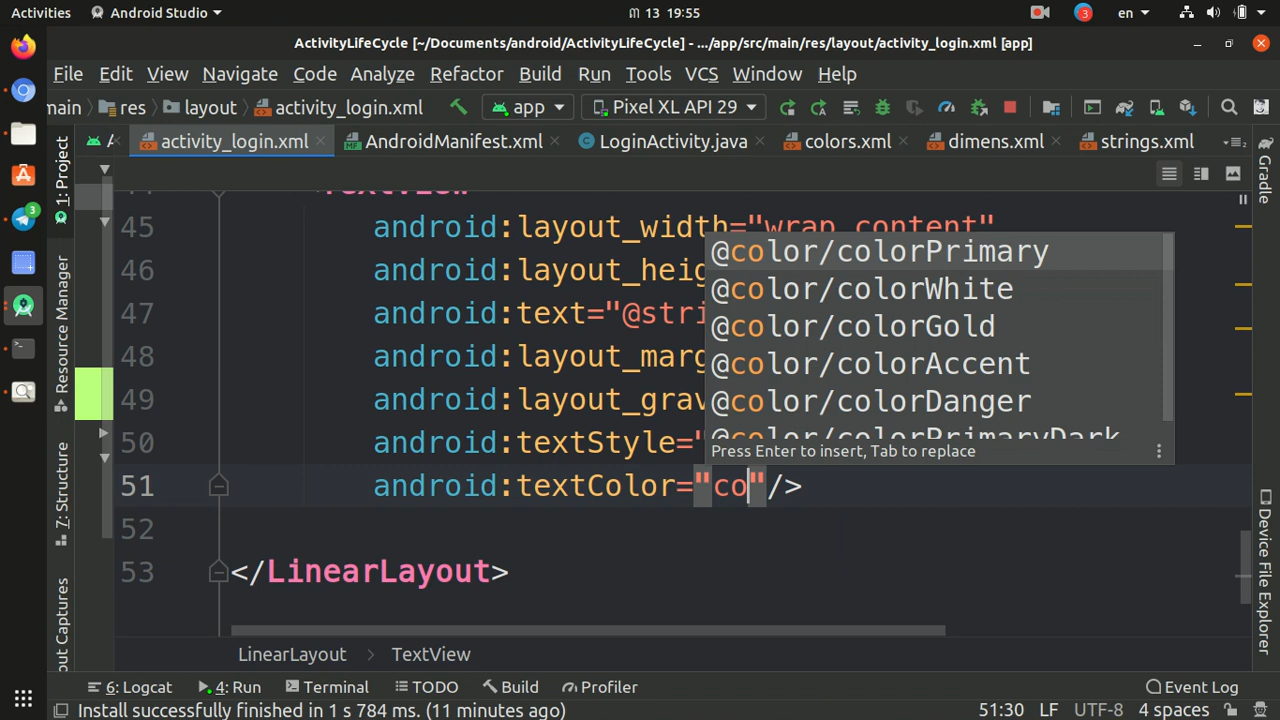 Activities Android Studio ም 13 19:55 3 en
ActivityLifeCycle [~/Documents/android/ActivityLifeCycle] - .../app/src/main/res/layout/activity_login.xml [app]
File Edit View Navigate Code Analyze Refactor Build Run Tools VCS Window Help
main res layout activity_login.xml app Pixel XL API 29
activity_login.xml AndroidManifest.xml LoginActivity.java colors.xml dimens.xml strings.xml
1: Project
Resource Manager
7: Structure
Gradle
Device File Explorer
3
45 android:layout_width="wrap_content"
46 android:layout_heig
47 android:text="@stri
48 android:layout_marg
49 android:layout_grav
50 android:textStyle="
51 android:textColor="co"/>
52
53 </LinearLayout>
@color/colorPrimary
@color/colorWhite
@color/colorGold
@color/colorAccent
@color/colorDanger
@color/colorPrimaryDark
Press Enter to insert, Tab to replace
LinearLayout > TextView
6: Logcat 4: Run Terminal TODO Build Profiler Event Log
Install successfully finished in 1 s 784 ms. (11 minutes ago) 51:30 LF UTF-8 4 spaces